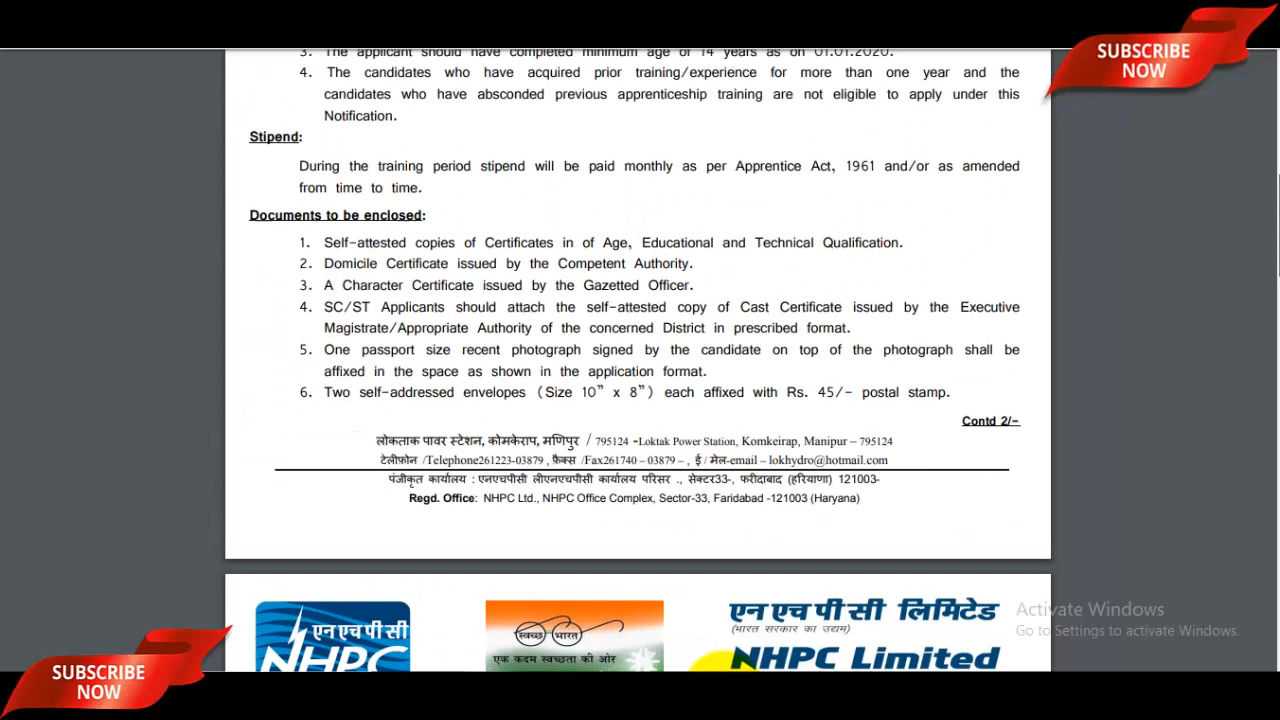 SUBSCRIBE
NOW
3. The applicant should have completed minimum age of 14 years as on 01.01.2020.
4. The candidates who have acquired prior training/experience for more than one year and the
candidates who have absconded previous apprenticeship training are not eligible to apply under this
Notification.
Stipend:
During the training period stipend will be paid monthly as per Apprentice Act, 1961 and/or as amended
from time to time.
Documents to be enclosed:
1. Self-attested copies of Certificates in of Age, Educational and Technical Qualification.
2. Domicile Certificate issued by the Competent Authority.
3. A Character Certificate issued by the Gazetted Officer.
4. SC/ST Applicants should attach the self-attested copy of Cast Certificate issued by the Executive
Magistrate/Appropriate Authority of the concerned District in prescribed format.
5. One passport size recent photograph signed by the candidate on top of the photograph shall be
affixed in the space as shown in the application format.
6. Two self-addressed envelopes (Size 10” x 8”) each affixed with Rs. 45/- postal stamp.
Contd 2/-
लोकताक पावर स्टेशन, कोमकेराप, मणिपुर / 795124 -Loktak Power Station, Komkeirap, Manipur – 795124
टेलीफ़ोन /Telephone261223-03879 , फ़ैक्स /Fax261740 – 03879 – , ई / मेल-email – lokhydro@hotmail.com
पंजीकृत कार्यालय : एनएचपीसी लीएनएचपीसी कार्यालय परिसर ., सेक्टर33-, फरीदाबाद (हरियाणा) 121003-
Regd. Office: NHPC Ltd., NHPC Office Complex, Sector-33, Faridabad -121003 (Haryana)
एन एच पी सी
NHPC
स्वच्छ भारत
एक कदम स्वच्छता की ओर
एन एच पी सी लिमिटेड
(भारत सरकार का उद्यम)
NHPC Limited
Activate Windows
Go to Settings to activate Windows.
SUBSCRIBE
NOW